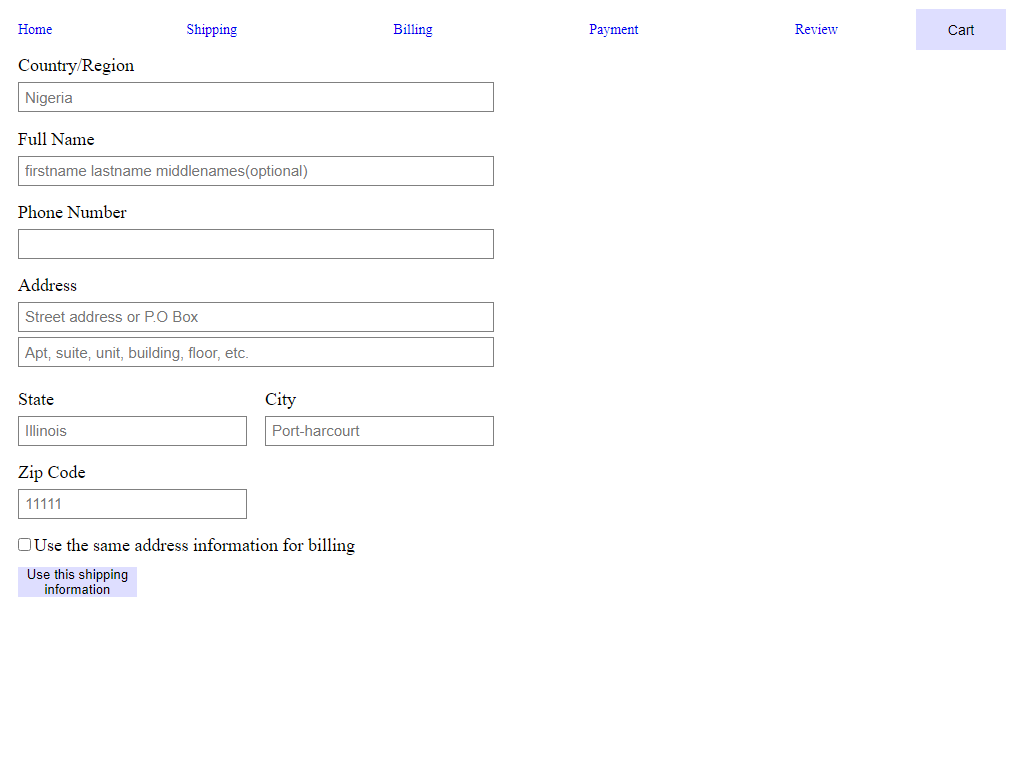 Home Shipping Billing Payment Review Cart
Country/Region
Nigeria
Full Name
firstname lastname middlenames(optional)
Phone Number
Address
Street address or P.O Box
Apt, suite, unit, building, floor, etc.
State City
Illinois Port-harcourt
Zip Code
11111
Use the same address information for billing
Use this shipping
information